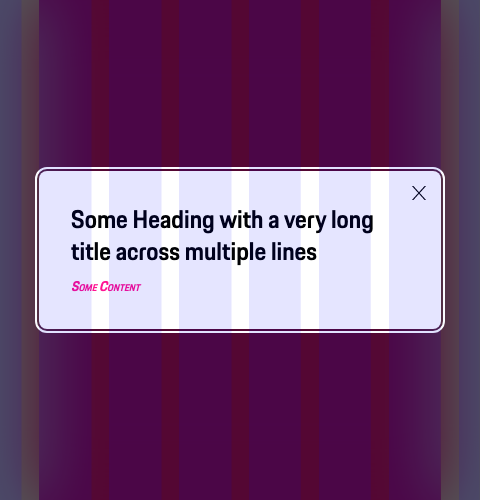 Some Heading with a very long
title across multiple lines
Some Content